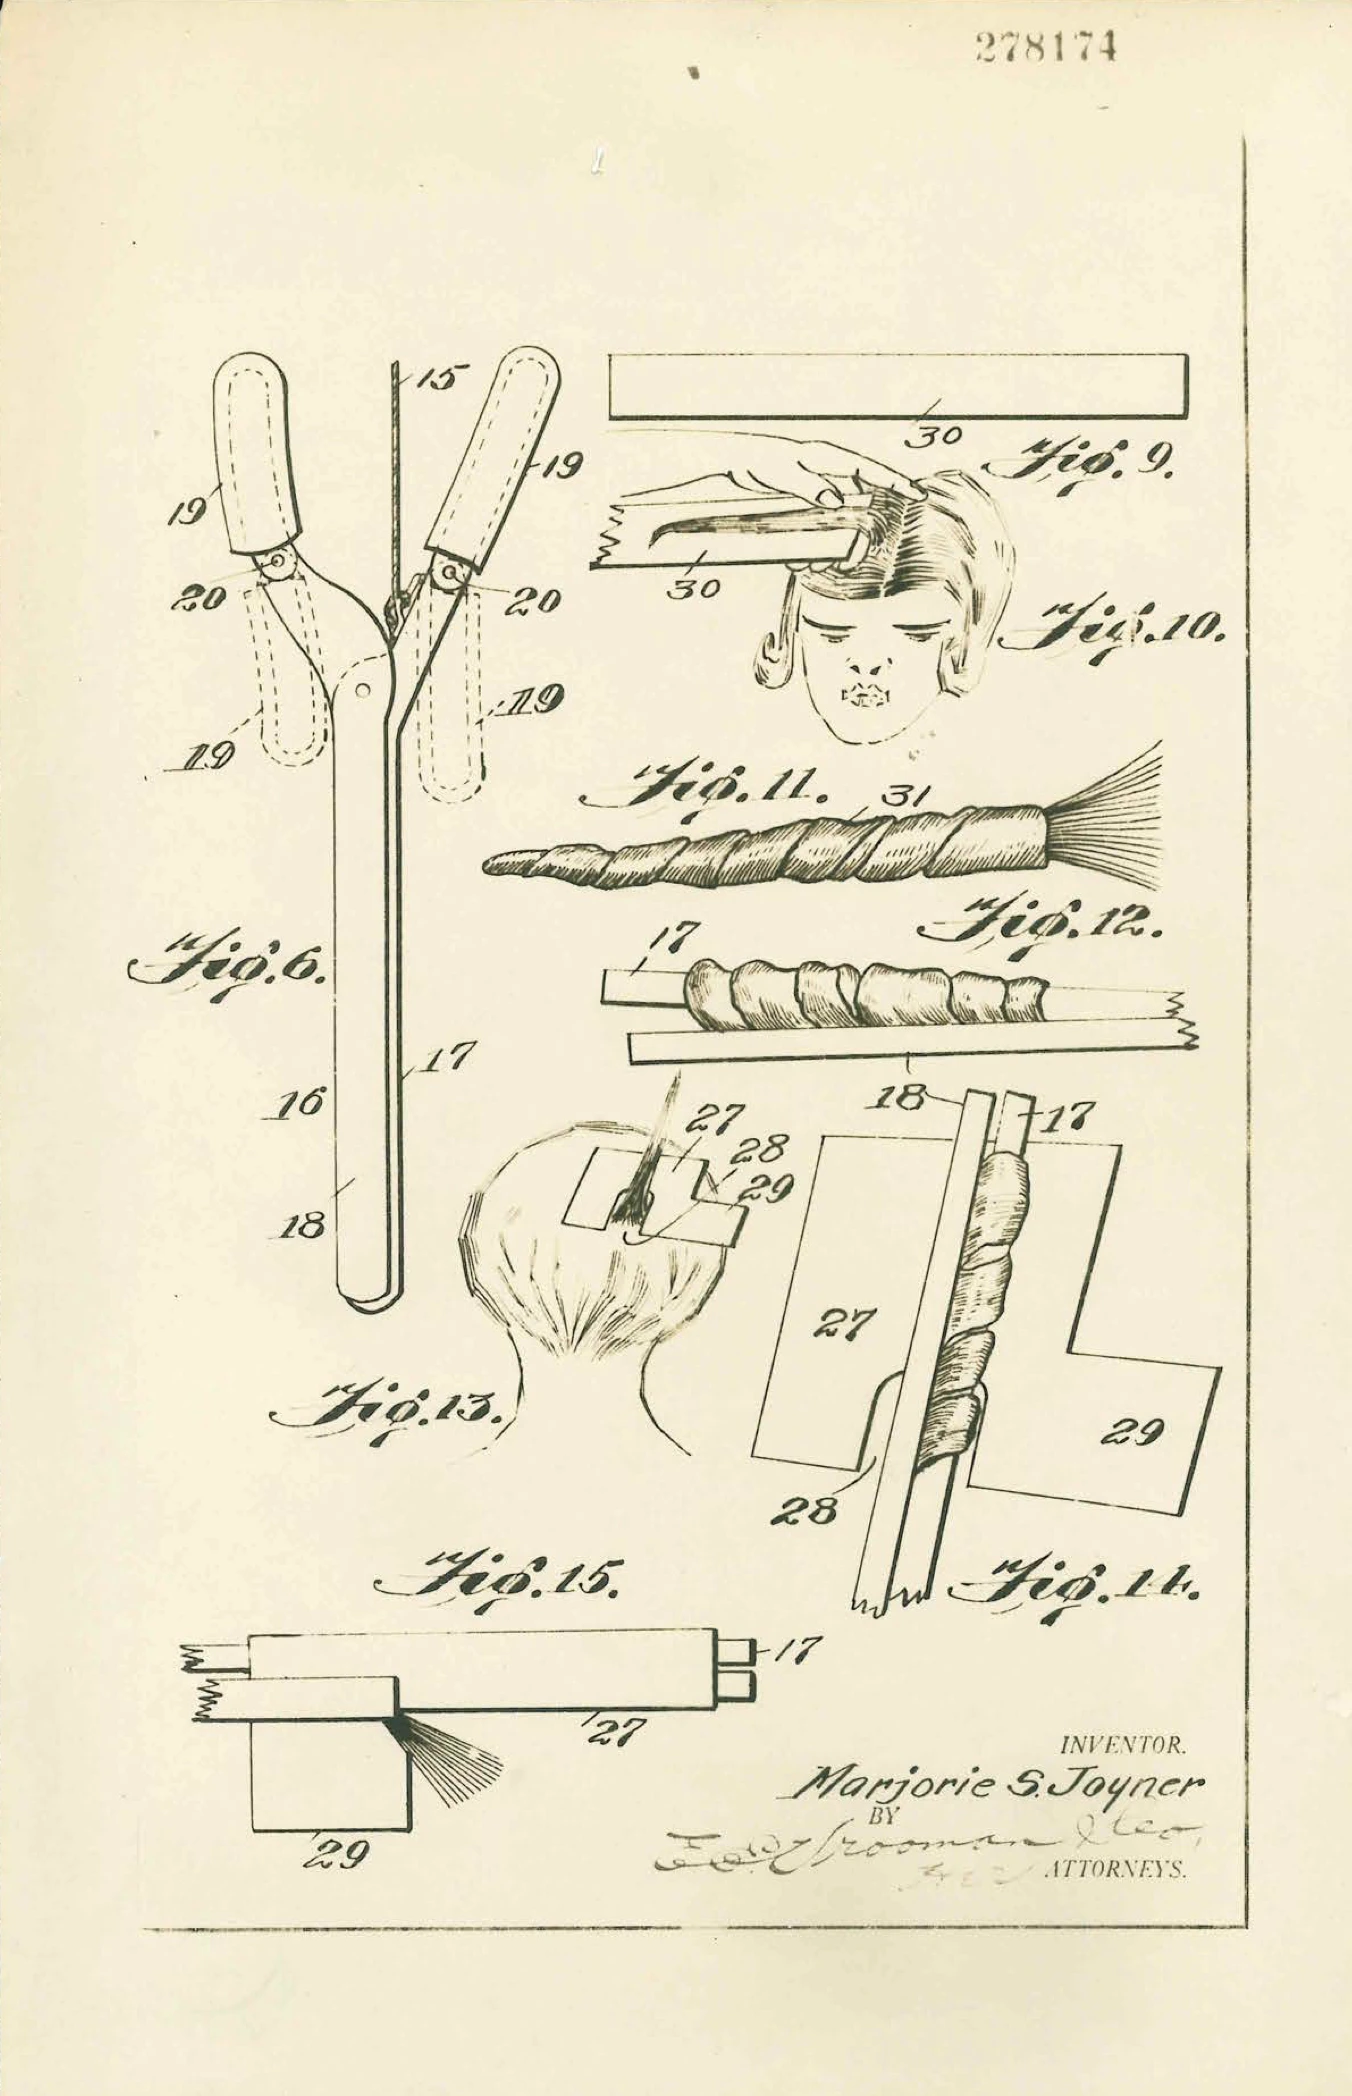 278174
15
19
19
30
Fig. 9.
20
20
30
Fig. 10.
19
19
Fig. 11.
31
Fig. 12.
17
Fig. 6.
17
16
18
18
17
27
28
29
18
27
29
Fig. 13.
28
Fig. 15.
Fig. 14.
17
27
29
INVENTOR.
Marjorie S. Joyner
BY
ATTORNEYS.